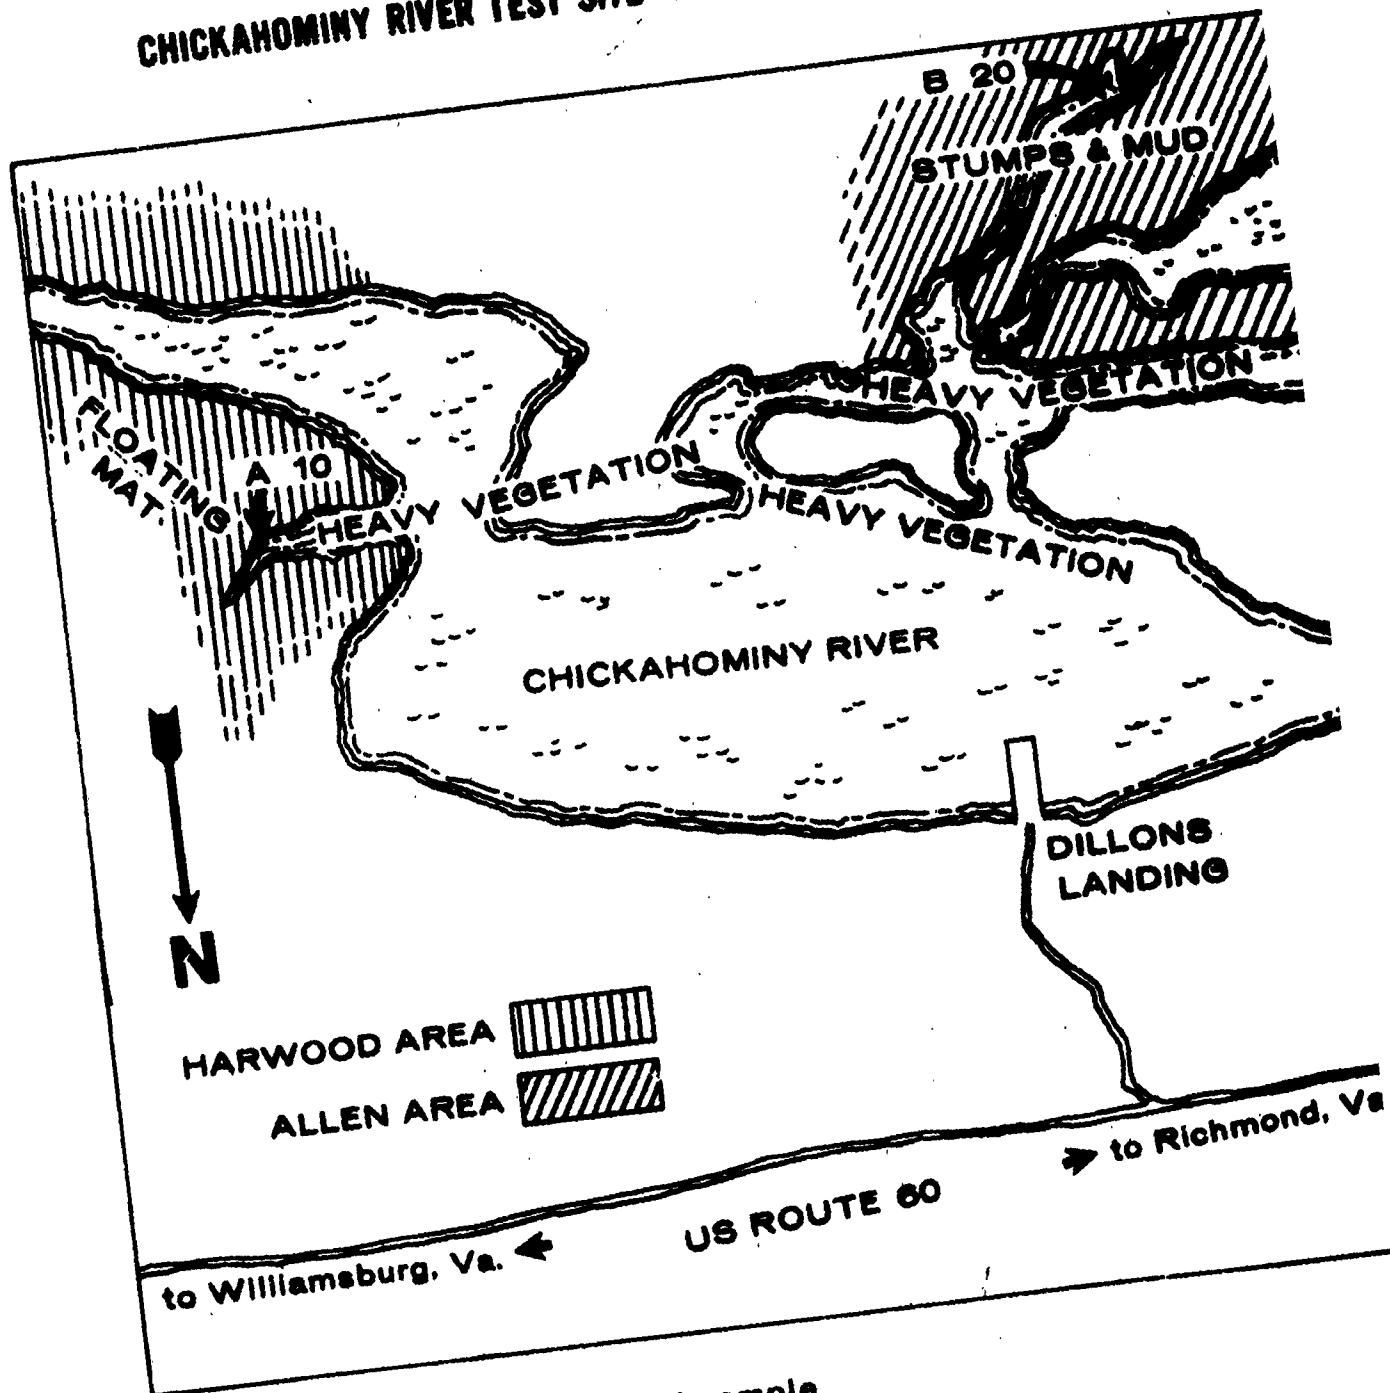 CHICKAHOMINY RIVER TEST SITE
B 20
STUMPS & MUD
HEAVY VEGETATION
FLOATING
MAT.
A 10
HEAVY VEGETATION
HEAVY VEGETATION
CHICKAHOMINY RIVER
DILLONS
LANDING
N
HARWOOD AREA
ALLEN AREA
to Richmond, Va
US ROUTE 60
to Williamsburg, Va.